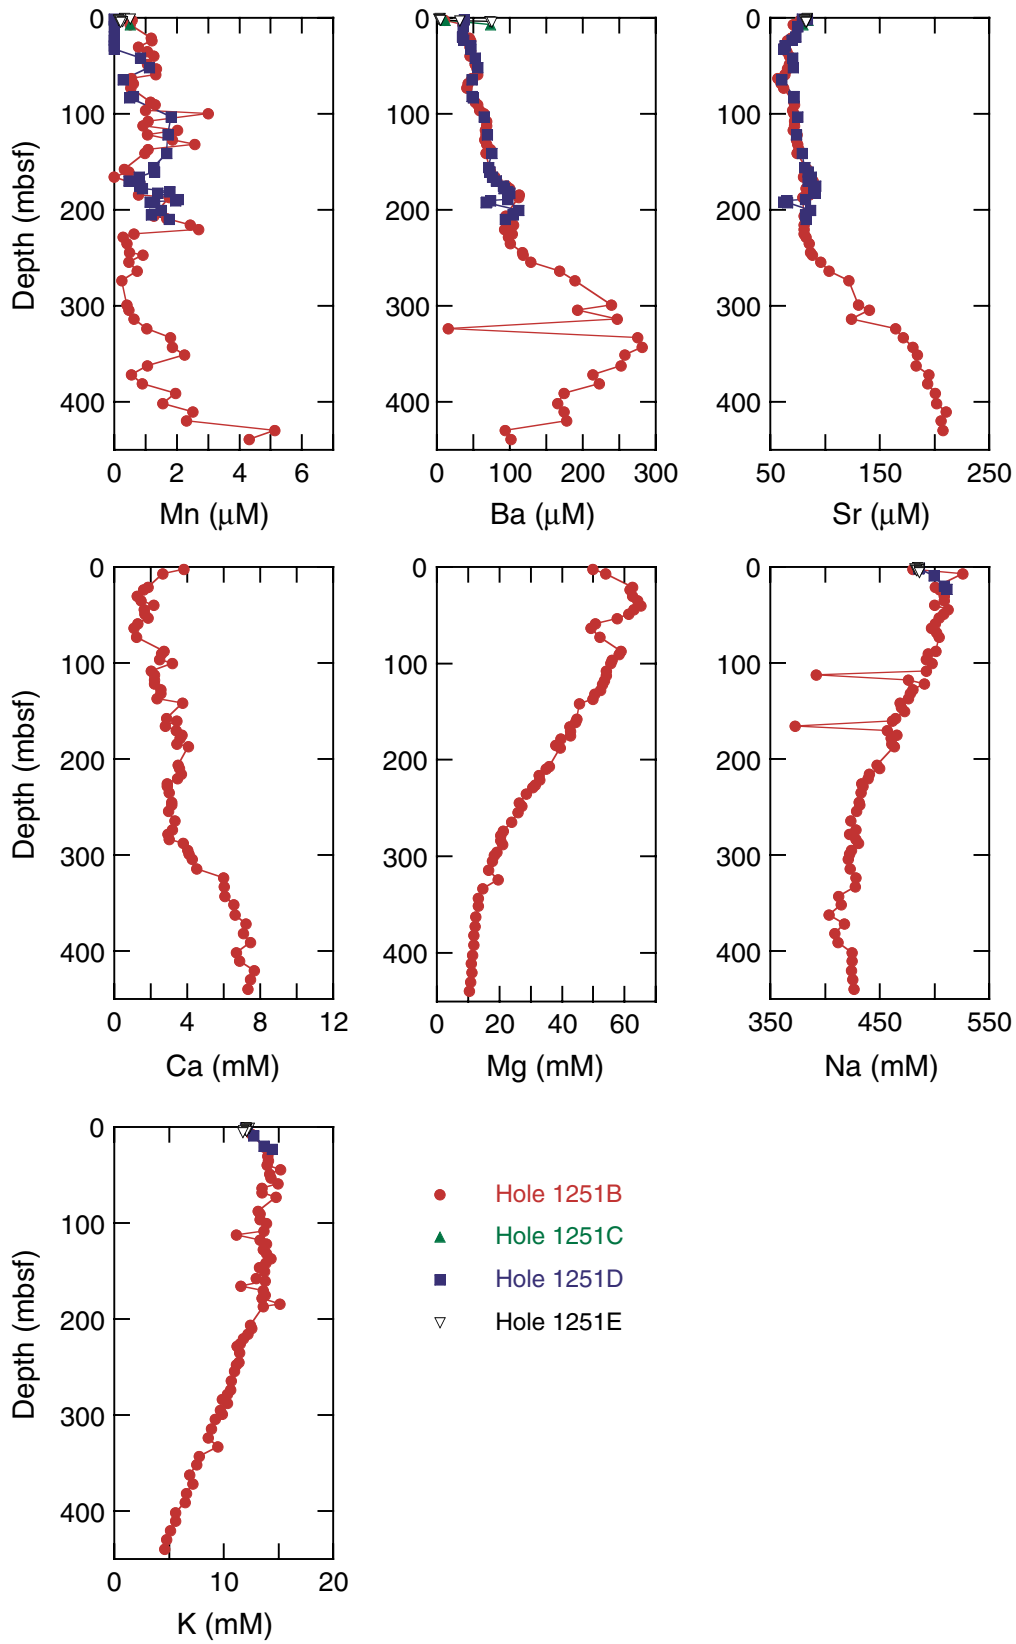 0
100
200
300
400
Depth (mbsf)
0 2 4 6
Mn (μM)
0
100
200
300
400
0 100 200 300
Ba (μM)
0
100
200
300
400
50 150 250
Sr (μM)
0
100
200
300
400
Depth (mbsf)
0 4 8 12
Ca (mM)
0
100
200
300
400
0 20 40 60
Mg (mM)
0
100
200
300
400
350 450 550
Na (mM)
0
100
200
300
400
Depth (mbsf)
0 10 20
K (mM)
Hole 1251B
Hole 1251C
Hole 1251D
Hole 1251E